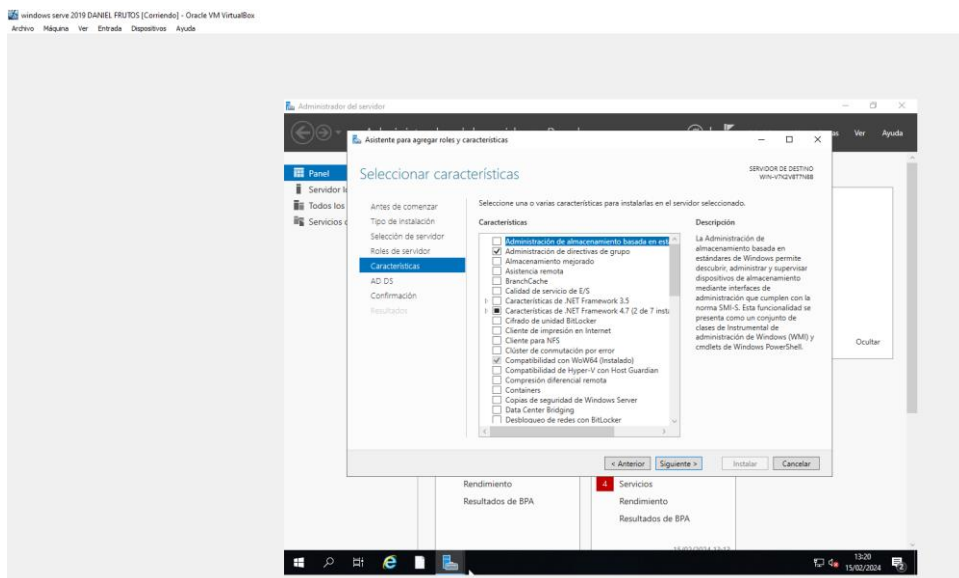 windows serve 2019 DANIEL FRUTOS [Corriendo] - Oracle VM VirtualBox
Archivo Máquina Ver Entrada Dispositivos Ayuda
Administrador del servidor
Ver Ayuda
Asistente para agregar roles y características
Panel
Servidor
Todos los
Servicios
Seleccionar características
SERVIDOR DE DESTINO
WIN-V7K2V8T7N8B
Antes de comenzar
Tipo de instalación
Selección de servidor
Roles de servidor
Características
AD DS
Confirmación
Resultados
Seleccione una o varias características para instalarlas en el servidor seleccionado.
Características
Administración de almacenamiento basada en est
Administración de directivas de grupo
Almacenamiento mejorado
Asistencia remota
BranchCache
Calidad de servicio de E/S
Características de .NET Framework 3.5
Características de .NET Framework 4.7 (2 de 7 insta
Cifrado de unidad BitLocker
Cliente de impresión en Internet
Cliente para NFS
Clúster de conmutación por error
Compatibilidad con WoW64 (Instalado)
Compatibilidad de Hyper-V con Host Guardian
Compresión diferencial remota
Containers
Copias de seguridad de Windows Server
Data Center Bridging
Desbloqueo de redes con BitLocker
Descripción
La Administración de
almacenamiento basada en
estándares de Windows permite
descubrir, administrar y supervisar
dispositivos de almacenamiento
mediante interfaces de
administración que cumplen con la
norma SMI-S. Esta funcionalidad se
presenta como un conjunto de
clases de Instrumental de
administración de Windows (WMI) y
cmdlets de Windows PowerShell.
Ocultar
< Anterior Siguiente > Instalar Cancelar
Rendimiento
Resultados de BPA
4 Servicios
Rendimiento
Resultados de BPA
13:20
15/02/2024
2